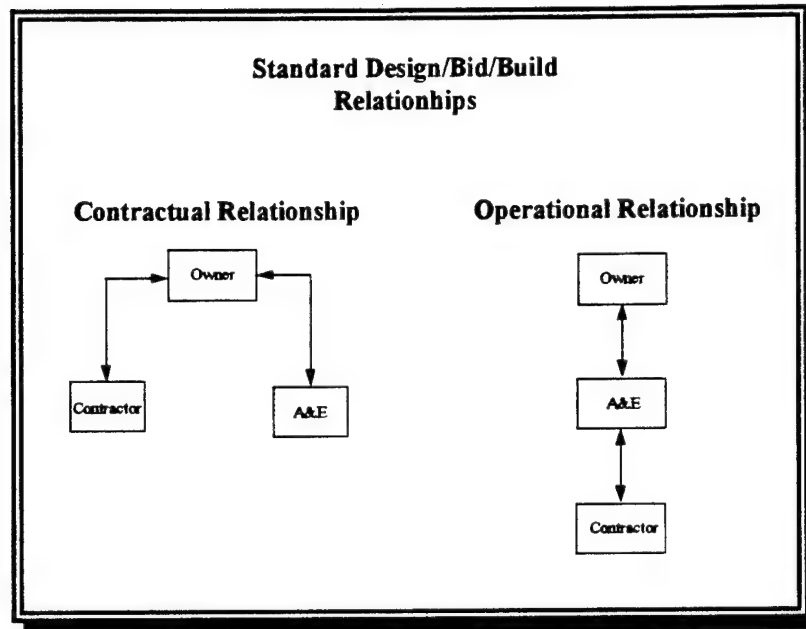 Standard Design/Bid/Build
Relationhips
Contractual Relationship
Owner
Contractor
A&E
Operational Relationship
Owner
A&E
Contractor